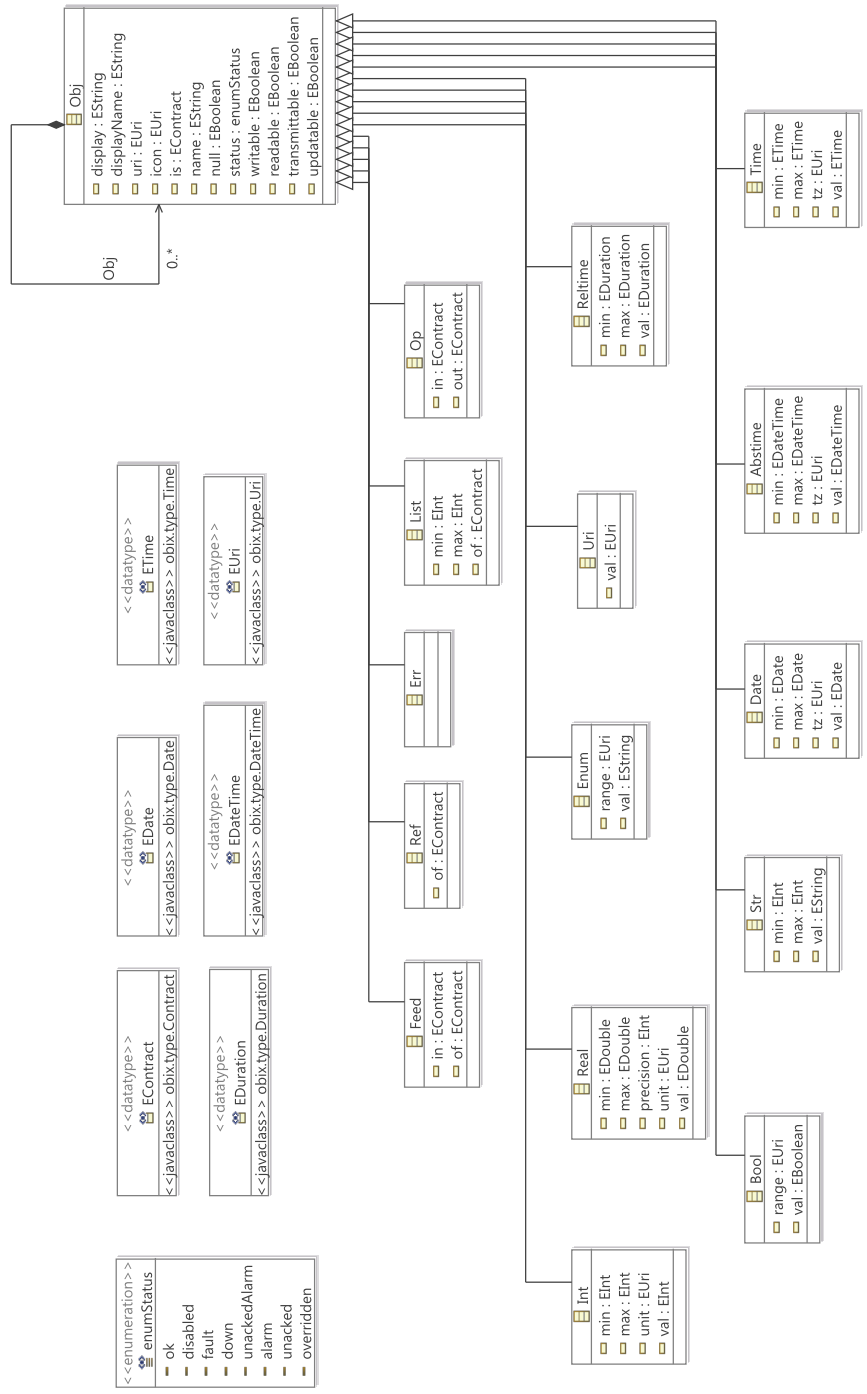 <<enumeration>>
enumStatus
ok
disabled
fault
down
unackedAlarm
alarm
unacked
overridden
<<datatype>>
EContract
<<javaclass>> obix.type.Contract
<<datatype>>
EDate
<<javaclass>> obix.type.Date
<<datatype>>
ETime
<<javaclass>> obix.type.Time
<<datatype>>
EDuration
<<javaclass>> obix.type.Duration
<<datatype>>
EDateTime
<<javaclass>> obix.type.DateTime
<<datatype>>
EUri
<<javaclass>> obix.type.Uri
Obj
0..*
Obj
display : EString
displayName : EString
uri : EUri
icon : EUri
is : EContract
name : EString
null : EBoolean
status : enumStatus
writable : EBoolean
readable : EBoolean
transmittable : EBoolean
updatable : EBoolean
Feed
in : EContract
of : EContract
Ref
of : EContract
Err
List
min : EInt
max : EInt
of : EContract
Op
in : EContract
out : EContract
Int
min : EInt
max : EInt
unit : EUri
val : EInt
Real
min : EDouble
max : EDouble
precision : EInt
unit : EUri
val : EDouble
Enum
range : EUri
val : EString
Uri
val : EUri
Reltime
min : EDuration
max : EDuration
val : EDuration
Bool
range : EUri
val : EBoolean
Str
min : EInt
max : EInt
val : EString
Date
min : EDate
max : EDate
tz : EUri
val : EDate
Abstime
min : EDateTime
max : EDateTime
tz : EUri
val : EDateTime
Time
min : ETime
max : ETime
tz : EUri
val : ETime